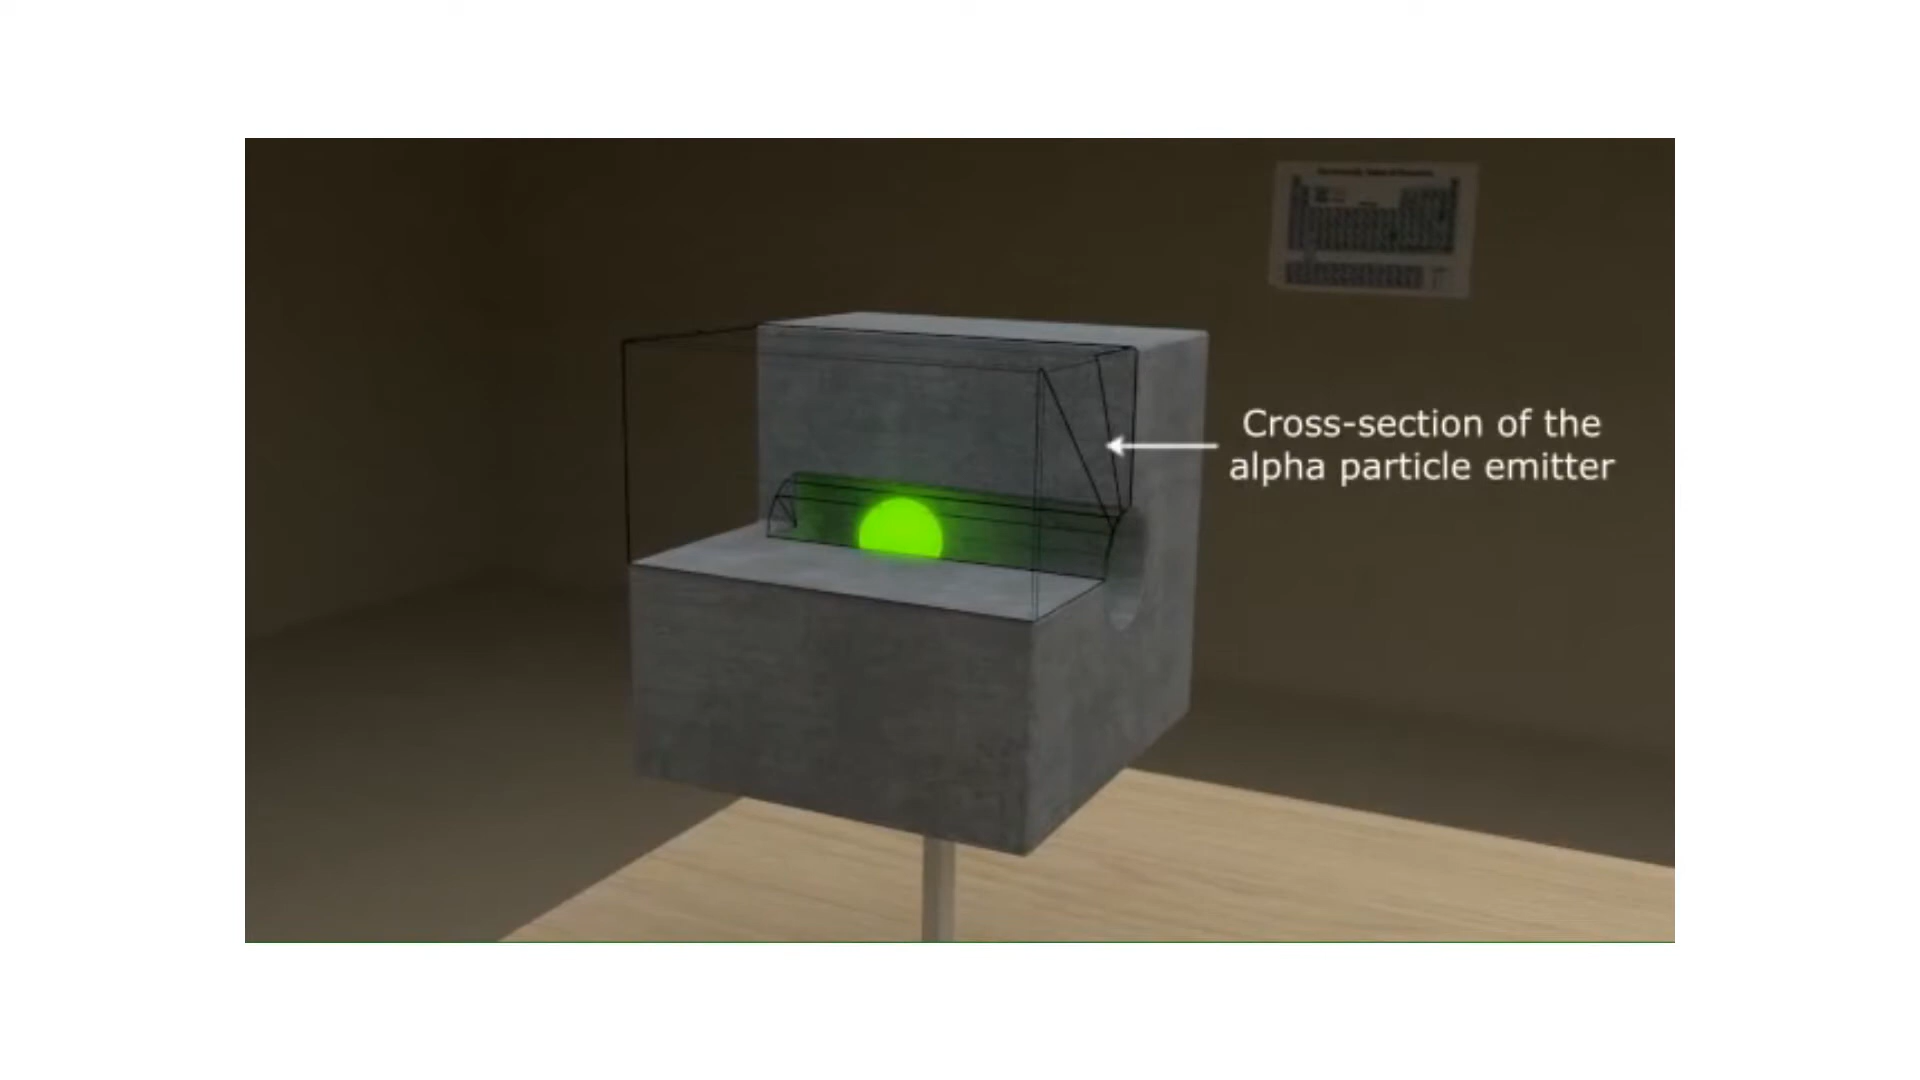 Cross-section of the
alpha particle emitter